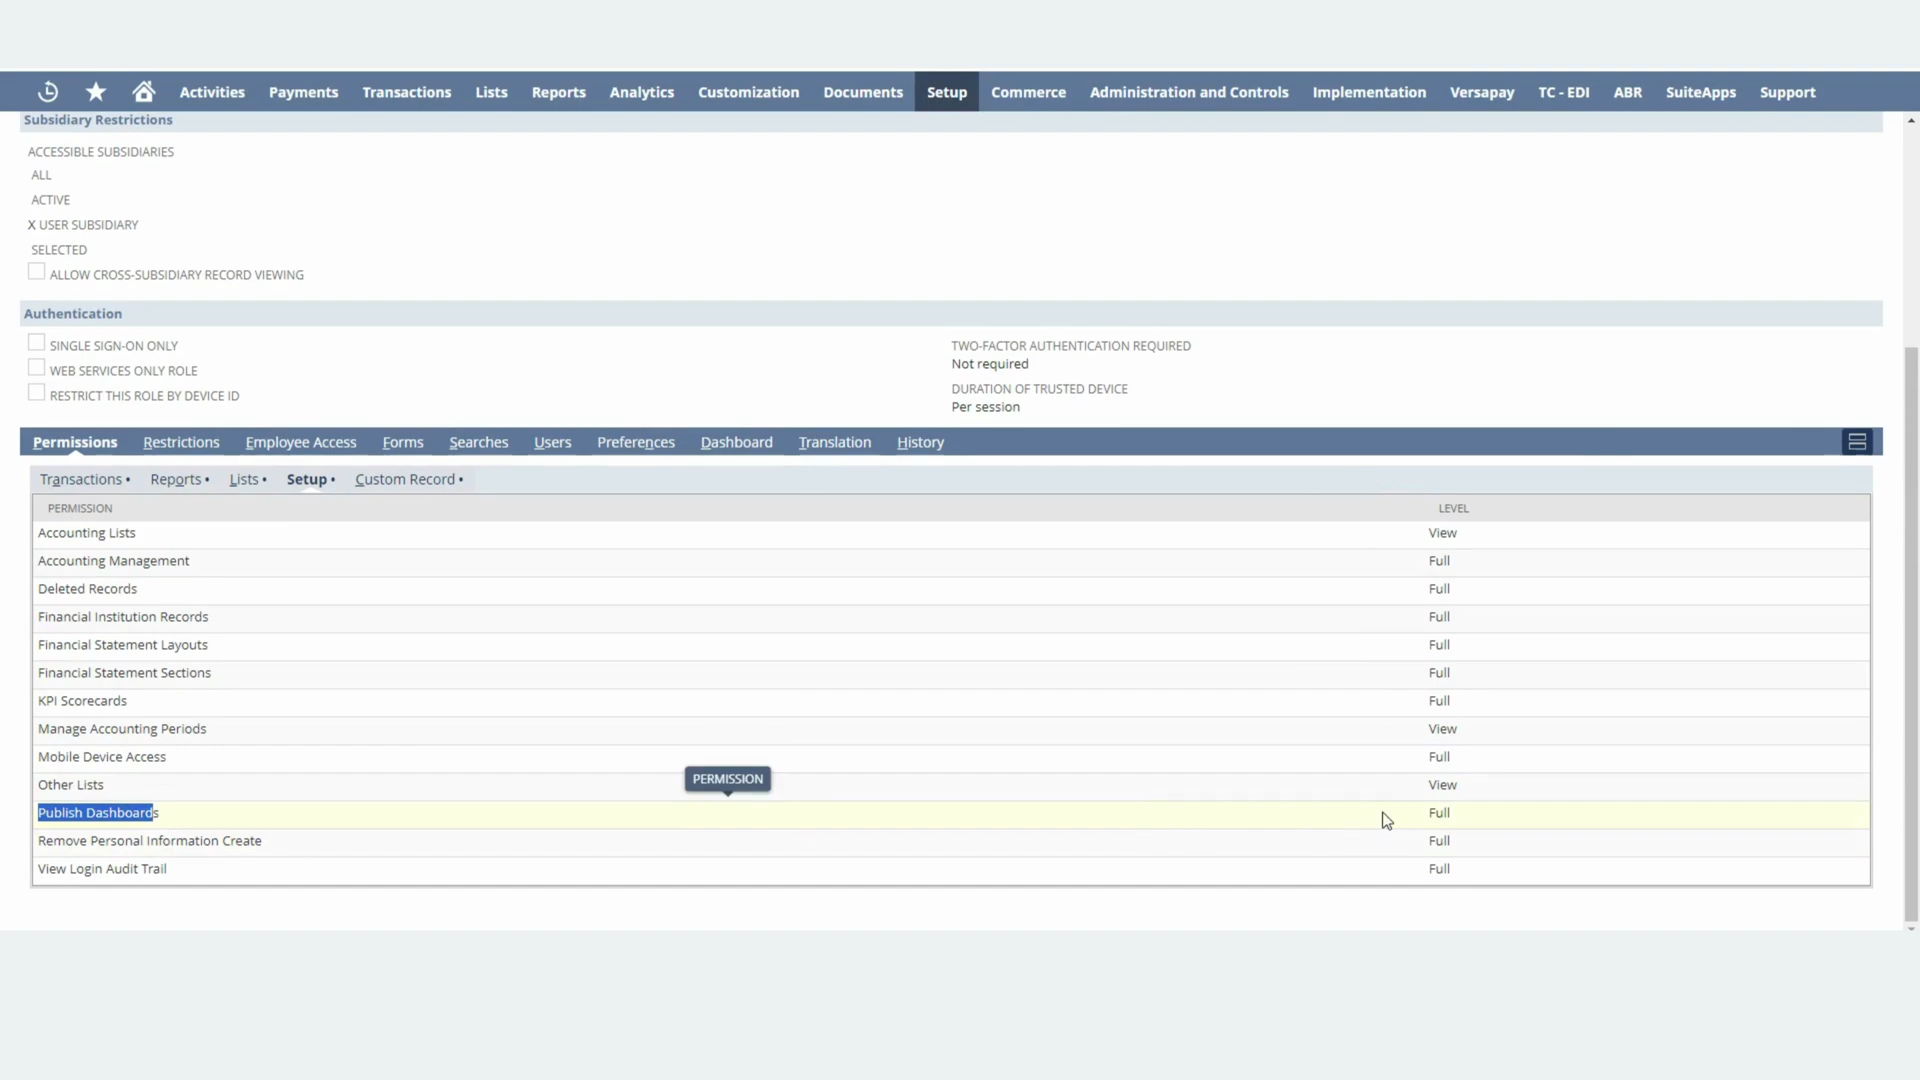 Activities Payments Transactions Lists Reports Analytics Customization Documents Setup Commerce Administration and Controls Implementation Versapay TC - EDI ABR SuiteApps Support
Subsidiary Restrictions
ACCESSIBLE SUBSIDIARIES
ALL
ACTIVE
X USER SUBSIDIARY
SELECTED
ALLOW CROSS-SUBSIDIARY RECORD VIEWING
Authentication
SINGLE SIGN-ON ONLY
WEB SERVICES ONLY ROLE
RESTRICT THIS ROLE BY DEVICE ID
TWO-FACTOR AUTHENTICATION REQUIRED
Not required
DURATION OF TRUSTED DEVICE
Per session
Permissions Restrictions Employee Access Forms Searches Users Preferences Dashboard Translation History
Transactions • Reports • Lists • Setup • Custom Record •
PERMISSION LEVEL
Accounting Lists View
Accounting Management Full
Deleted Records Full
Financial Institution Records Full
Financial Statement Layouts Full
Financial Statement Sections Full
KPI Scorecards Full
Manage Accounting Periods View
Mobile Device Access Full
Other Lists View
PERMISSION
Publish Dashboards Full
Remove Personal Information Create Full
View Login Audit Trail Full